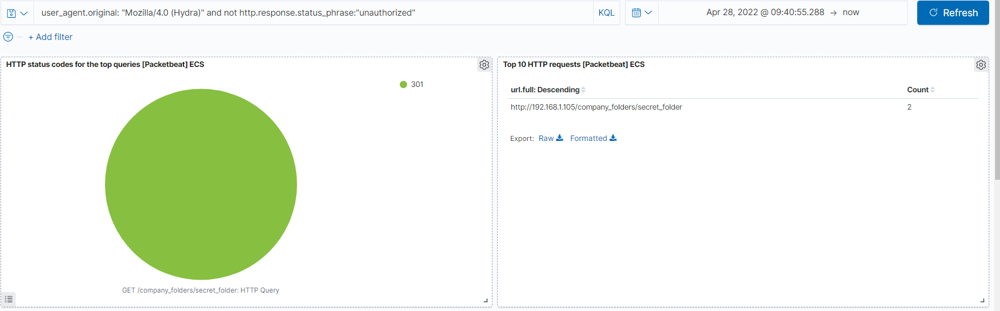 user_agent.original: "Mozilla/4.0 (Hydra)" and not http.response.status_phrase:"unauthorized"
KQL
Apr 28, 2022 @ 09:40:55.288 → now
Refresh
+ Add filter
HTTP status codes for the top queries [Packetbeat] ECS
301
GET /company_folders/secret_folder: HTTP Query
Top 10 HTTP requests [Packetbeat] ECS
url.full: Descending Count
http://192.168.1.105/company_folders/secret_folder 2
Export: Raw Formatted